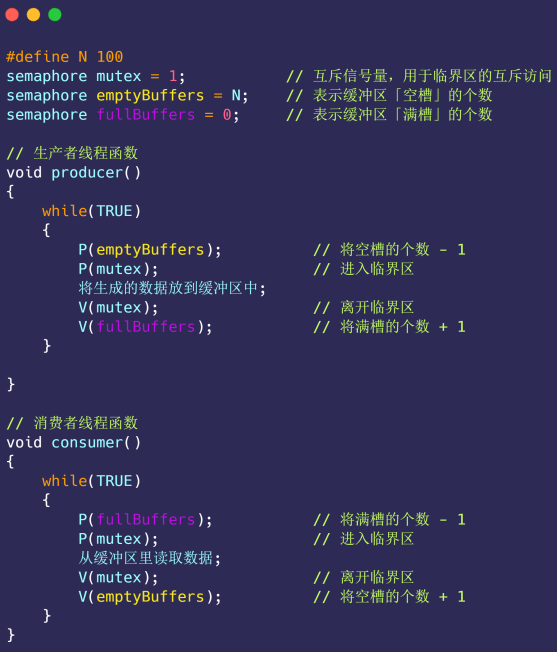 #define N 100
semaphore mutex = 1; // 互斥信号量，用于临界区的互斥访问
semaphore emptyBuffers = N; // 表示缓冲区「空槽」的个数
semaphore fullBuffers = 0; // 表示缓冲区「满槽」的个数
// 生产者线程函数
void producer()
{
while(TRUE)
{
P(emptyBuffers); // 将空槽的个数 - 1
P(mutex); // 进入临界区
将生成的数据放到缓冲区中;
V(mutex); // 离开临界区
V(fullBuffers); // 将满槽的个数 + 1
}
}
// 消费者线程函数
void consumer()
{
while(TRUE)
{
P(fullBuffers); // 将满槽的个数 - 1
P(mutex); // 进入临界区
从缓冲区里读取数据;
V(mutex); // 离开临界区
V(emptyBuffers); // 将空槽的个数 + 1
}
}